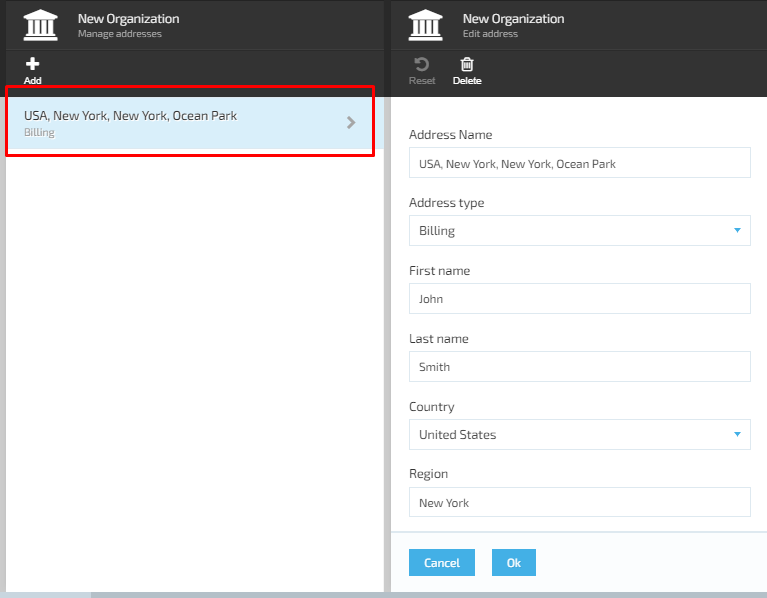 New Organization
Manage addresses
Add
USA, New York, New York, Ocean Park
Billing
New Organization
Edit address
Reset
Delete
Address Name
USA, New York, New York, Ocean Park
Address type
Billing
First name
John
Last name
Smith
Country
United States
Region
New York
Cancel
Ok